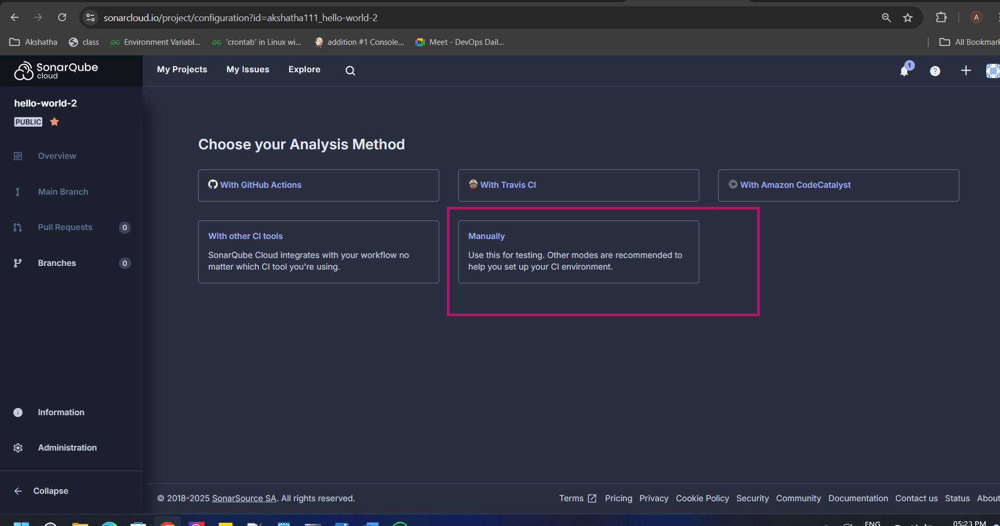 sonarcloud.io/project/configuration?id=akshatha111_hello-world-2
A
Akshatha
class
Environment Variabl...
'crontab' in Linux wi...
addition #1 Console...
Meet - DevOps Dail...
All Bookmark
SonarQube
cloud
My Projects
My Issues
Explore
1
?
hello-world-2
PUBLIC
Overview
Main Branch
Pull Requests 0
Branches 0
Information
Administration
Collapse
Choose your Analysis Method
With GitHub Actions
With Travis CI
With Amazon CodeCatalyst
With other CI tools
SonarQube Cloud integrates with your workflow no
matter which CI tool you're using.
Manually
Use this for testing. Other modes are recommended to
help you set up your CI environment.
© 2018-2025 SonarSource SA. All rights reserved.
Terms
Pricing
Privacy
Cookie Policy
Security
Community
Documentation
Contact us
Status
About
ENG
05:23 PM